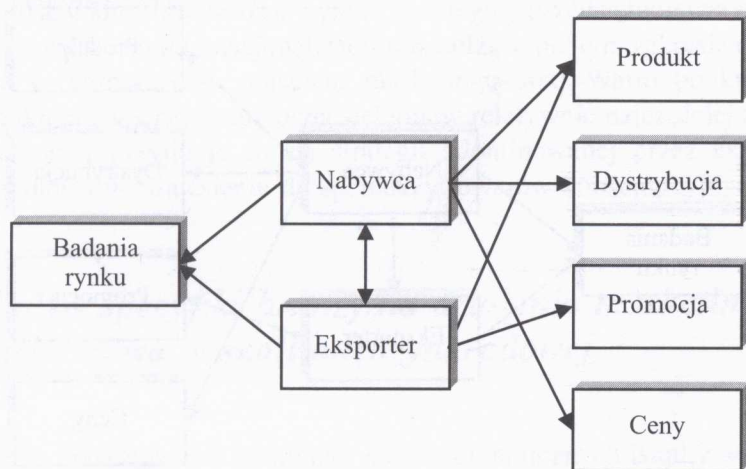 Produkt
Nabywca
Dystrybucja
Badania
rynku
Promocja
Eksporter
Ceny